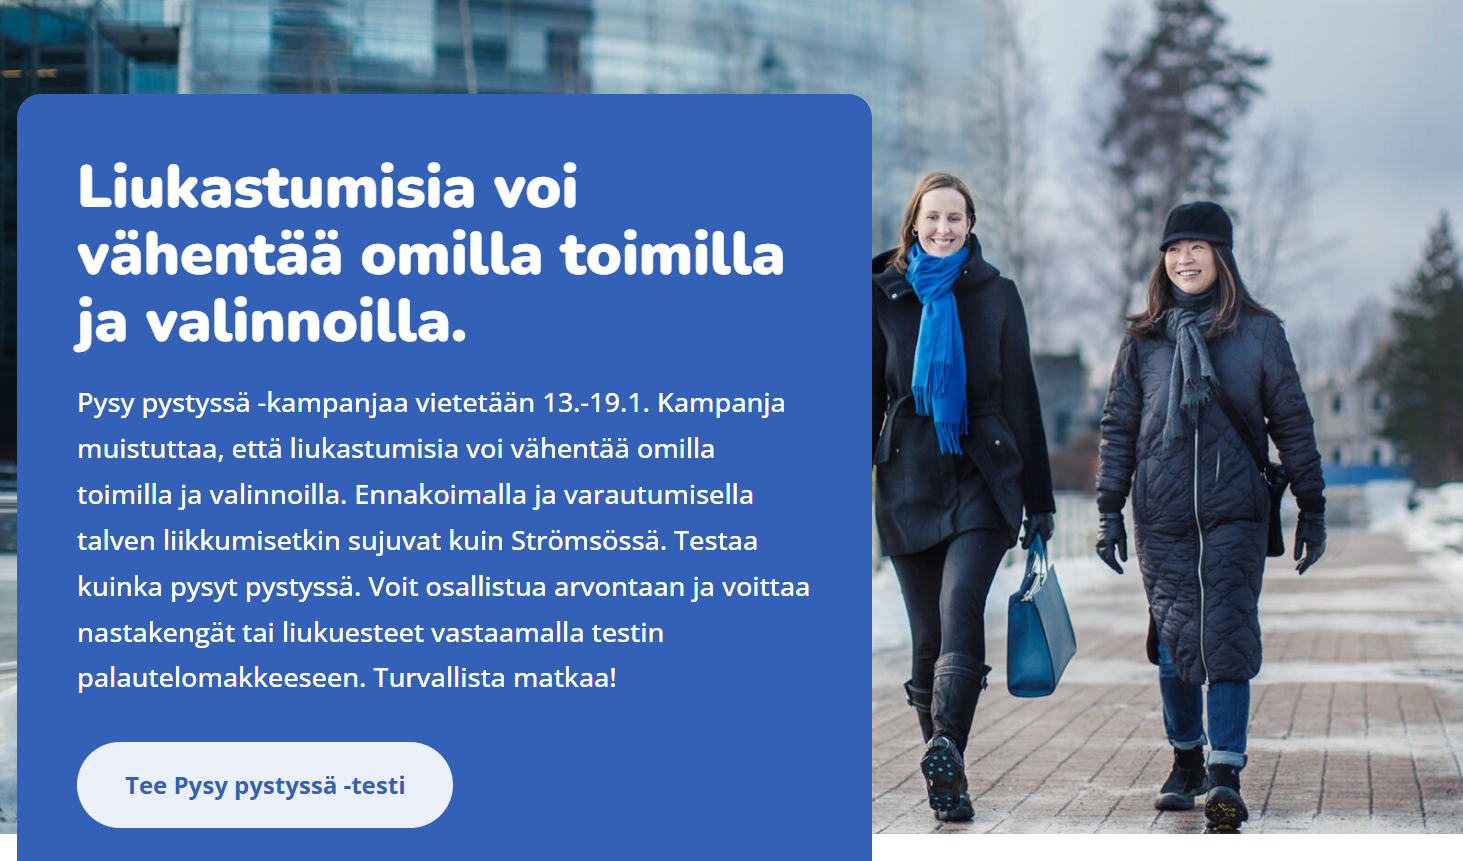 Liukastumisia voi
vähentää omilla toimilla
ja valinnoilla.
Pysy pystyssä -kampanjaa vietetään 13.-19.1. Kampanja
muistuttaa, että liukastumisia voi vähentää omilla
toimilla ja valinnoilla. Ennakoimalla ja varautumisella
talven liikkumisetkin sujuvat kuin Strömsössä. Testaa
kuinka pysyt pystyssä. Voit osallistua arvontaan ja voittaa
nastakengät tai liukuesteet vastaamalla testin
palautelomakkeeseen. Turvallista matkaa!
Tee Pysy pystyssä -testi